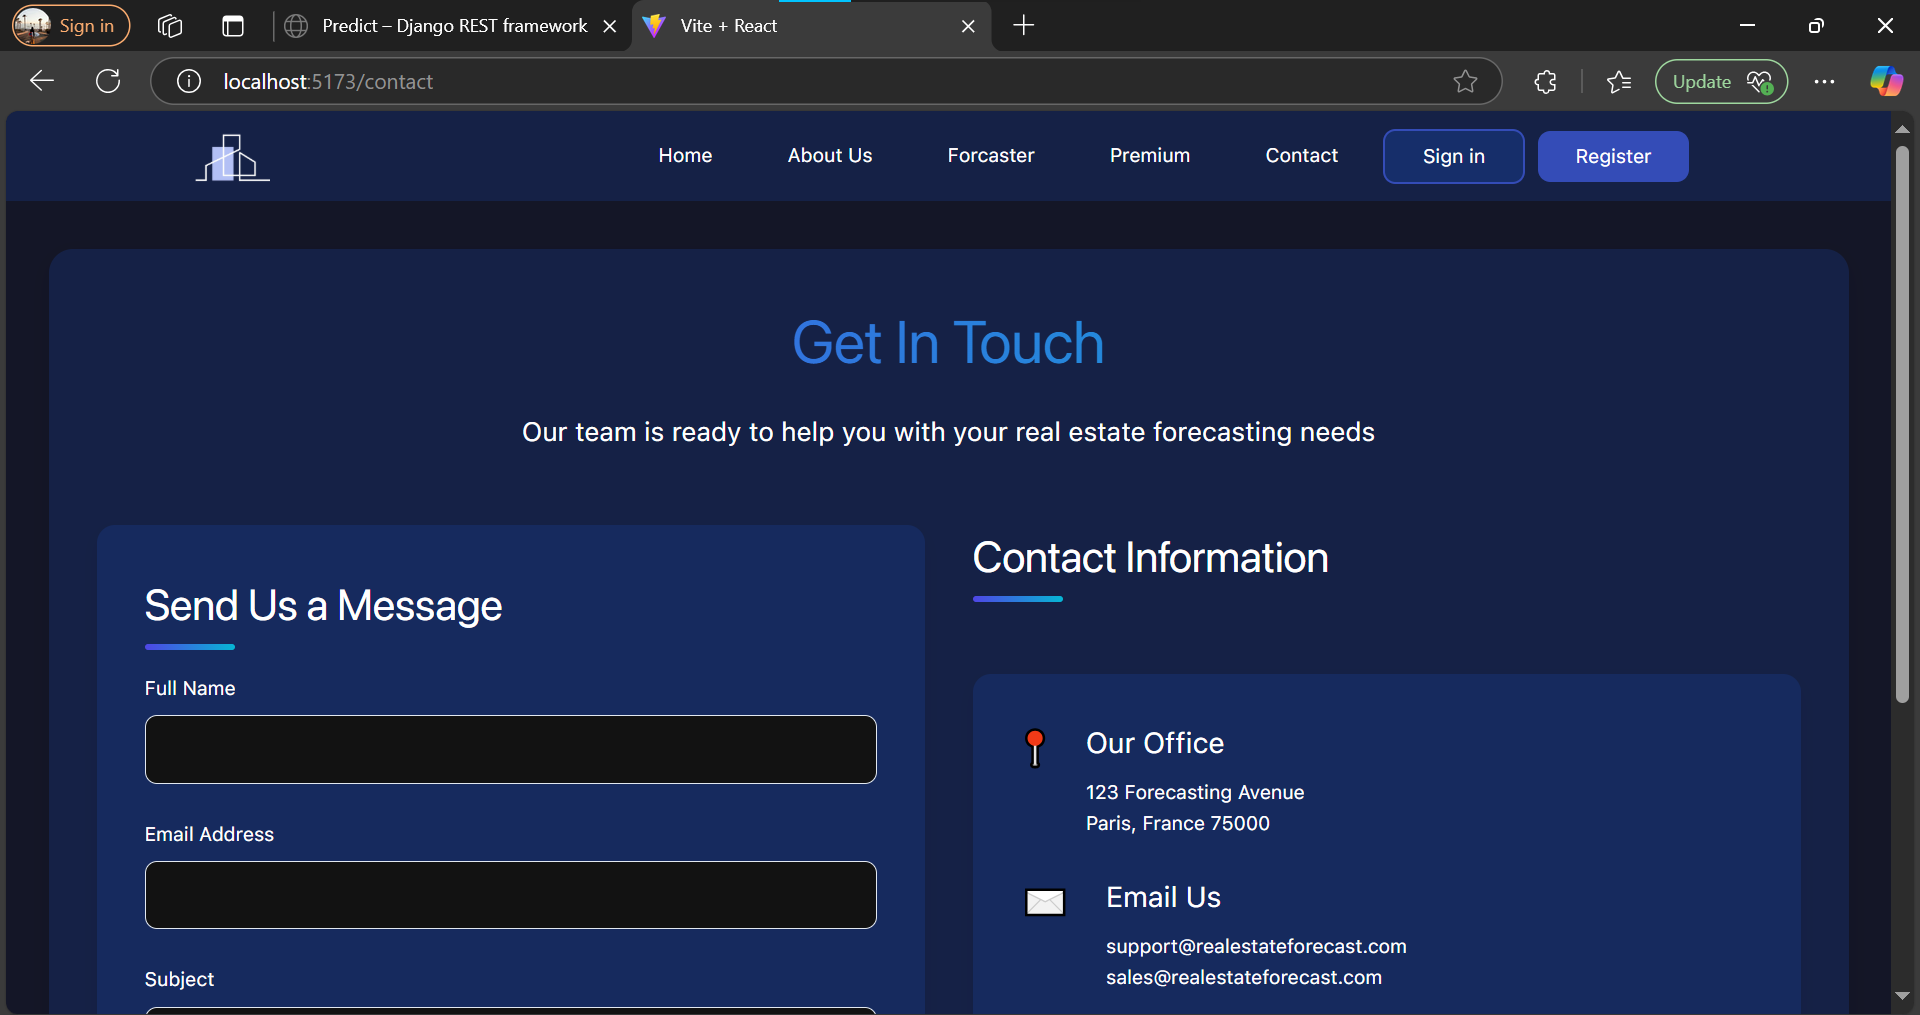 Sign in
Predict – Django REST framework
Vite + React
localhost:5173/contact
Update
Home
About Us
Forcaster
Premium
Contact
Sign in
Register
Get In Touch
Our team is ready to help you with your real estate forecasting needs
Send Us a Message
Full Name
Email Address
Subject
Contact Information
Our Office
123 Forecasting Avenue
Paris, France 75000
Email Us
support@realestateforecast.com
sales@realestateforecast.com